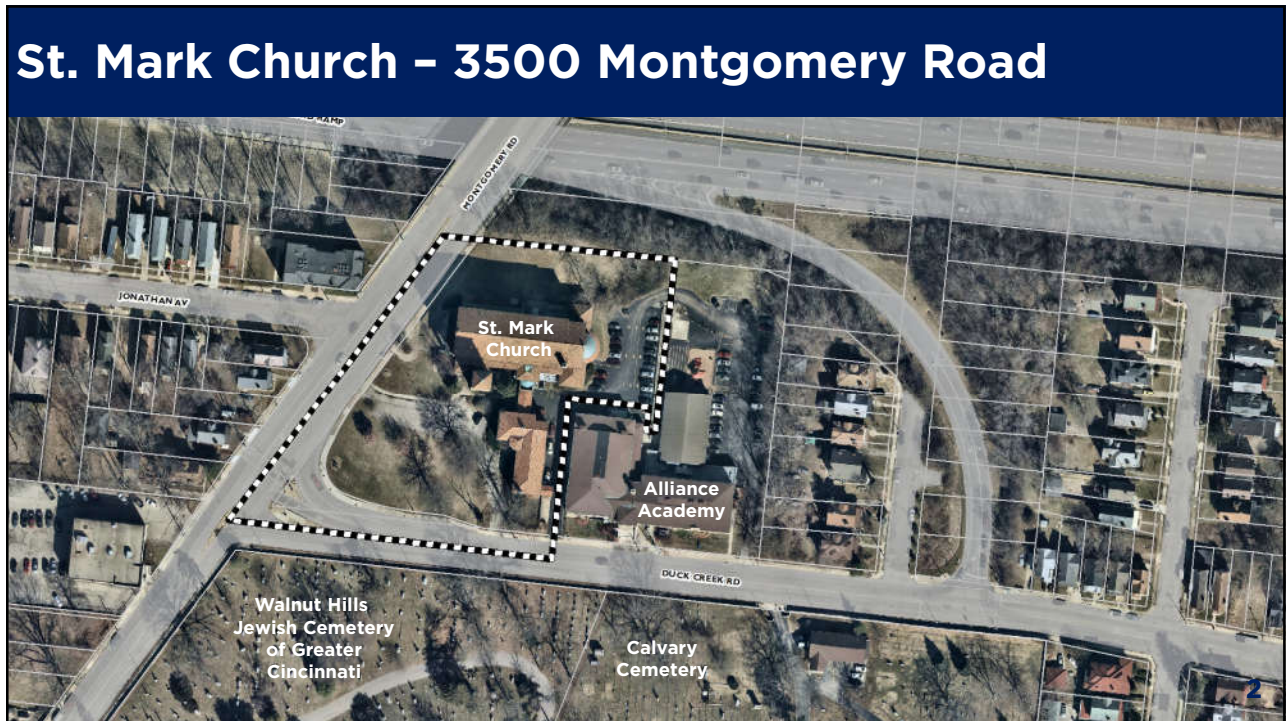 St. Mark Church – 3500 Montgomery Road
RAMP
MONTGOMERY RD
JONATHAN AV
St. Mark
Church
Alliance
Academy
DUCK CREEK RD
Walnut Hills
Jewish Cemetery
of Greater
Cincinnati
Calvary
Cemetery
2